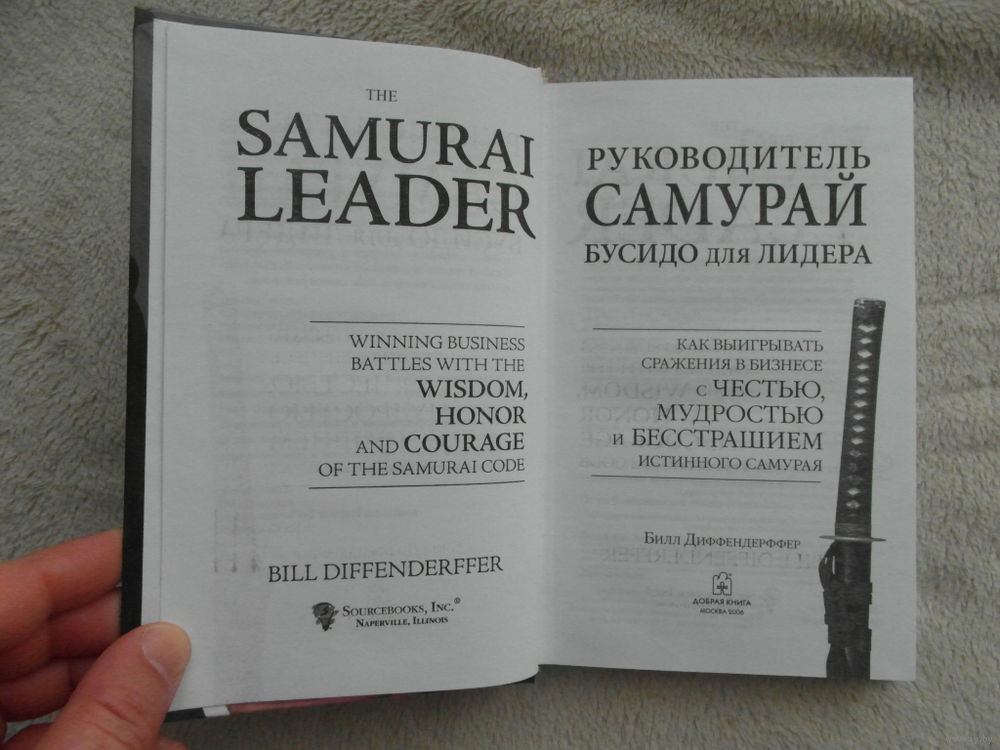 THE
SAMURAI
LEADER
WINNING BUSINESS
BATTLES WITH THE
WISDOM,
HONOR
AND COURAGE
OF THE SAMURAI CODE
BILL DIFFENDERFFER
SOURCEBOOKS, INC.®
NAPERVILLE, ILLINOIS
РУКОВОДИТЕЛЬ
САМУРАЙ
БУСИДО для ЛИДЕРА
КАК ВЫИГРЫВАТЬ
СРАЖЕНИЯ В БИЗНЕСЕ
С ЧЕСТЬЮ,
МУДРОСТЬЮ
И БЕССТРАШИЕМ
ИСТИННОГО САМУРАЯ
БИЛЛ ДИФФЕНДЕРФФЕР
ДОБРАЯ КНИГА
МОСКВА 2006